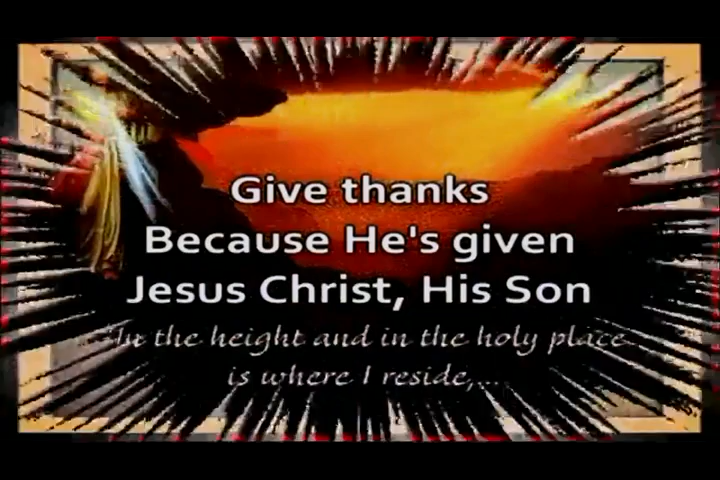 Give thanks
Because He's given
Jesus Christ, His Son
"In the height and in the holy place
is where I reside,...